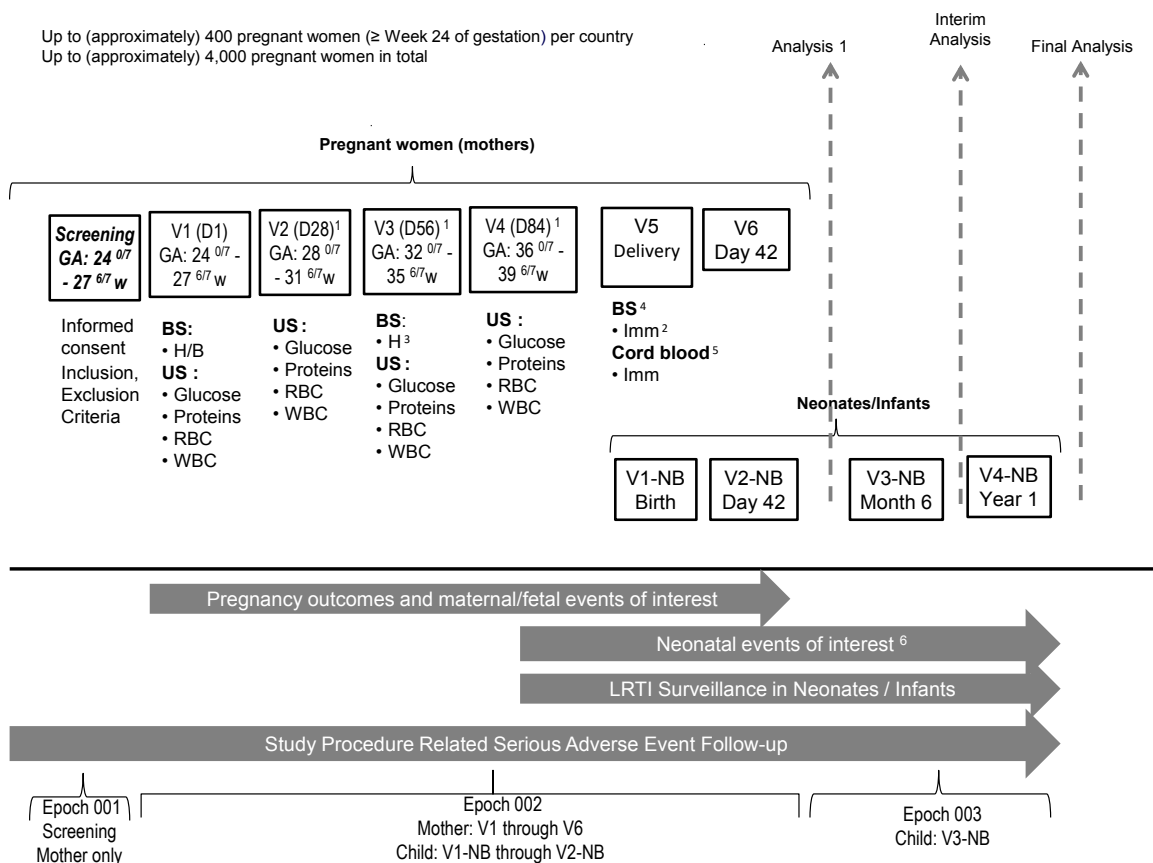 Up to (approximately) 400 pregnant women (≥ Week 24 of gestation) per country
Up to (approximately) 4,000 pregnant women in total
Analysis 1
Interim
Analysis
Final Analysis
Pregnant women (mothers)
Screening
GA: 24 0/7
- 27 6/7 w
Informed
consent
Inclusion,
Exclusion
Criteria
V1 (D1)
GA: 24 0/7 -
27 6/7 w
BS:
• H/B
US :
• Glucose
• Proteins
• RBC
• WBC
V2 (D28)1
GA: 28 0/7
- 31 6/7w
US :
• Glucose
• Proteins
• RBC
• WBC
V3 (D56) 1
GA: 32 0/7 -
35 6/7w
BS:
• H 3
US :
• Glucose
• Proteins
• RBC
• WBC
V4 (D84) 1
GA: 36 0/7 -
39 6/7w
US :
• Glucose
• Proteins
• RBC
• WBC
V5
Delivery
BS 4
• Imm 2
Cord blood 5
• Imm
V6
Day 42
Neonates/Infants
V1-NB
Birth
V2-NB
Day 42
V3-NB
Month 6
V4-NB
Year 1
Pregnancy outcomes and maternal/fetal events of interest
Neonatal events of interest 6
LRTI Surveillance in Neonates / Infants
Study Procedure Related Serious Adverse Event Follow-up
Epoch 001
Screening
Mother only
Epoch 002
Mother: V1 through V6
Child: V1-NB through V2-NB
Epoch 003
Child: V3-NB